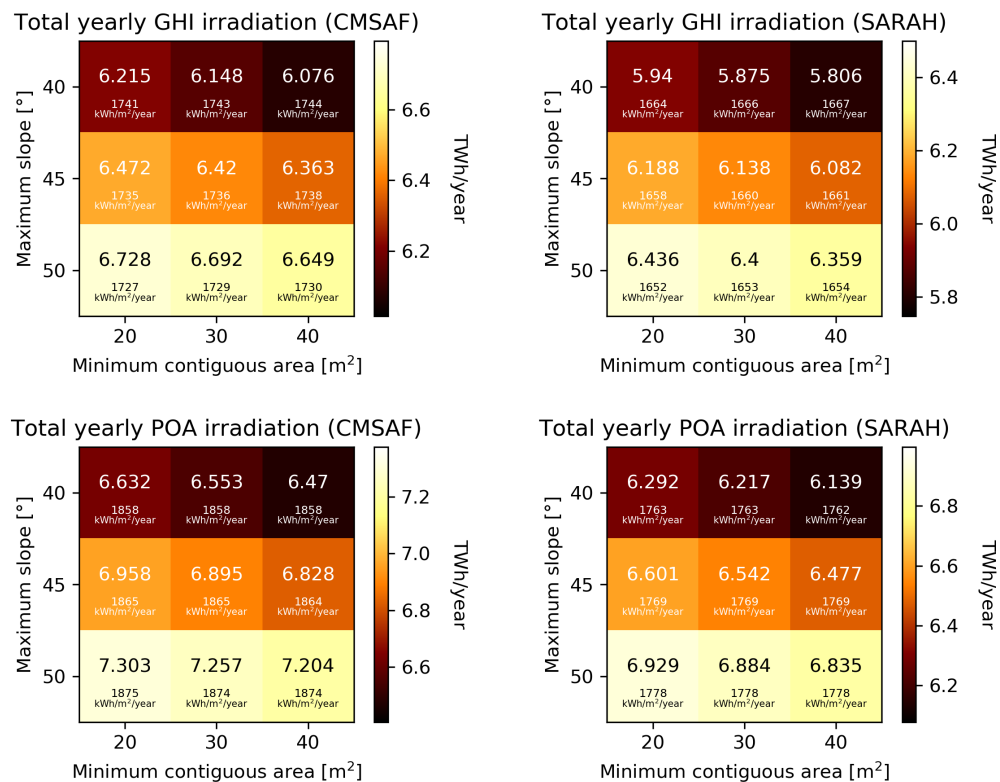 Total yearly GHI irradiation (CMSAF)
Maximum slope [°]
40
45
50
6.215
1741
kWh/m²/year
6.148
1743
kWh/m²/year
6.076
1744
kWh/m²/year
6.472
1735
kWh/m²/year
6.42
1736
kWh/m²/year
6.363
1738
kWh/m²/year
6.728
1727
kWh/m²/year
6.692
1729
kWh/m²/year
6.649
1730
kWh/m²/year
20
30
40
Minimum contiguous area [m²]
6.6
6.4
6.2
TWh/year
Total yearly GHI irradiation (SARAH)
Maximum slope [°]
40
45
50
5.94
1664
kWh/m²/year
5.875
1666
kWh/m²/year
5.806
1667
kWh/m²/year
6.188
1658
kWh/m²/year
6.138
1660
kWh/m²/year
6.082
1661
kWh/m²/year
6.436
1652
kWh/m²/year
6.4
1653
kWh/m²/year
6.359
1654
kWh/m²/year
20
30
40
Minimum contiguous area [m²]
6.4
6.2
6.0
5.8
TWh/year
Total yearly POA irradiation (CMSAF)
Maximum slope [°]
40
45
50
6.632
1858
kWh/m²/year
6.553
1858
kWh/m²/year
6.47
1858
kWh/m²/year
6.958
1865
kWh/m²/year
6.895
1865
kWh/m²/year
6.828
1864
kWh/m²/year
7.303
1875
kWh/m²/year
7.257
1874
kWh/m²/year
7.204
1874
kWh/m²/year
20
30
40
Minimum contiguous area [m²]
7.2
7.0
6.8
6.6
TWh/year
Total yearly POA irradiation (SARAH)
Maximum slope [°]
40
45
50
6.292
1763
kWh/m²/year
6.217
1763
kWh/m²/year
6.139
1762
kWh/m²/year
6.601
1769
kWh/m²/year
6.542
1769
kWh/m²/year
6.477
1769
kWh/m²/year
6.929
1778
kWh/m²/year
6.884
1778
kWh/m²/year
6.835
1778
kWh/m²/year
20
30
40
Minimum contiguous area [m²]
6.8
6.6
6.4
6.2
TWh/year